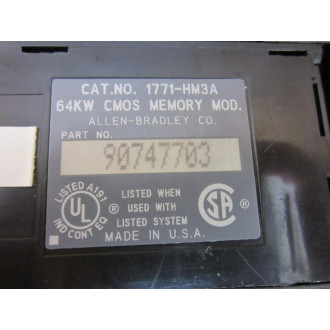 CAT.NO. 1771-HM3A
64KW CMOS MEMORY MOD.
ALLEN-BRADLEY CO.
PART NO.
90747703
LISTED A191
UL ®
IND CONT EQ
LISTED WHEN
USED WITH
LISTED SYSTEM
SA ®
MADE IN U.S.A.